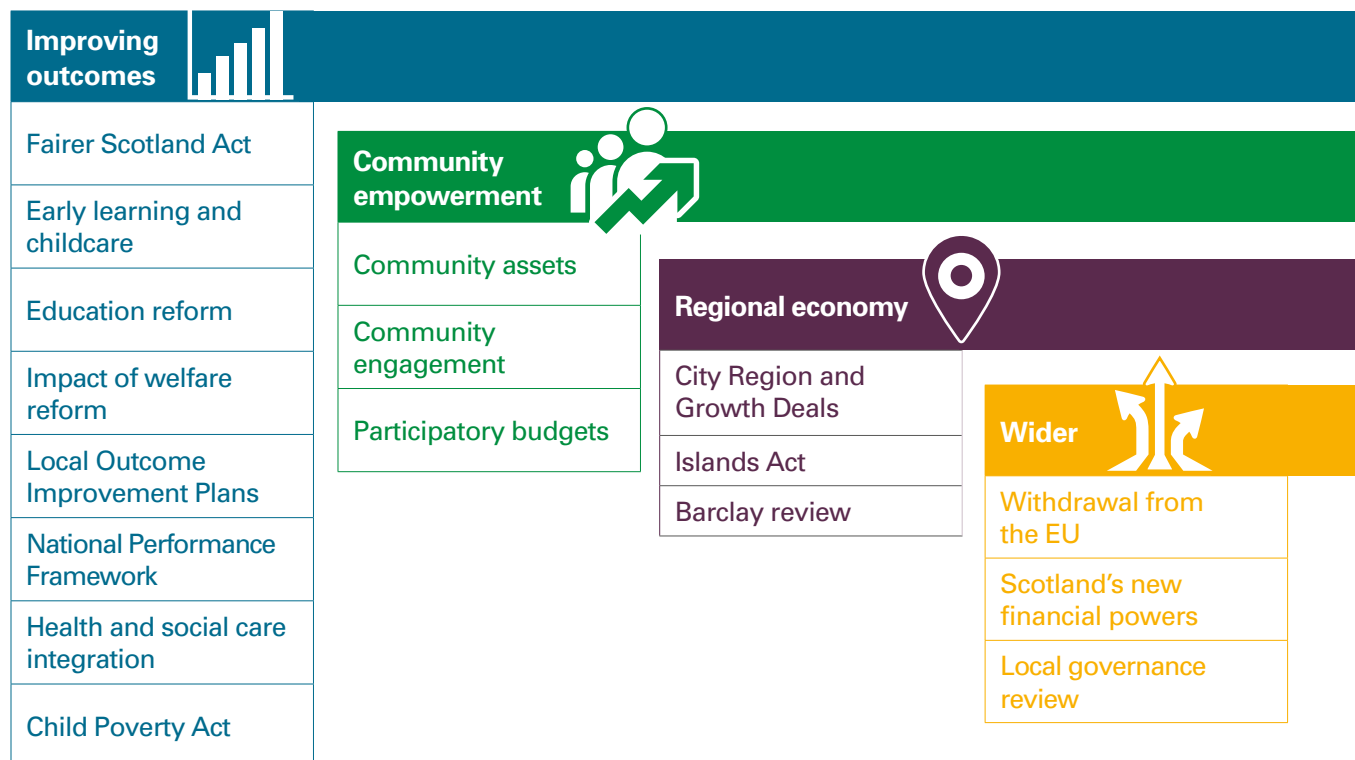 Improving
outcomes
Fairer Scotland Act
Early learning and
childcare
Education reform
Impact of welfare
reform
Local Outcome
Improvement Plans
National Performance
Framework
Health and social care
integration
Child Poverty Act
Community
empowerment
Community assets
Community
engagement
Participatory budgets
Regional economy
City Region and
Growth Deals
Islands Act
Barclay review
Wider
Withdrawal from
the EU
Scotland's new
financial powers
Local governance
review